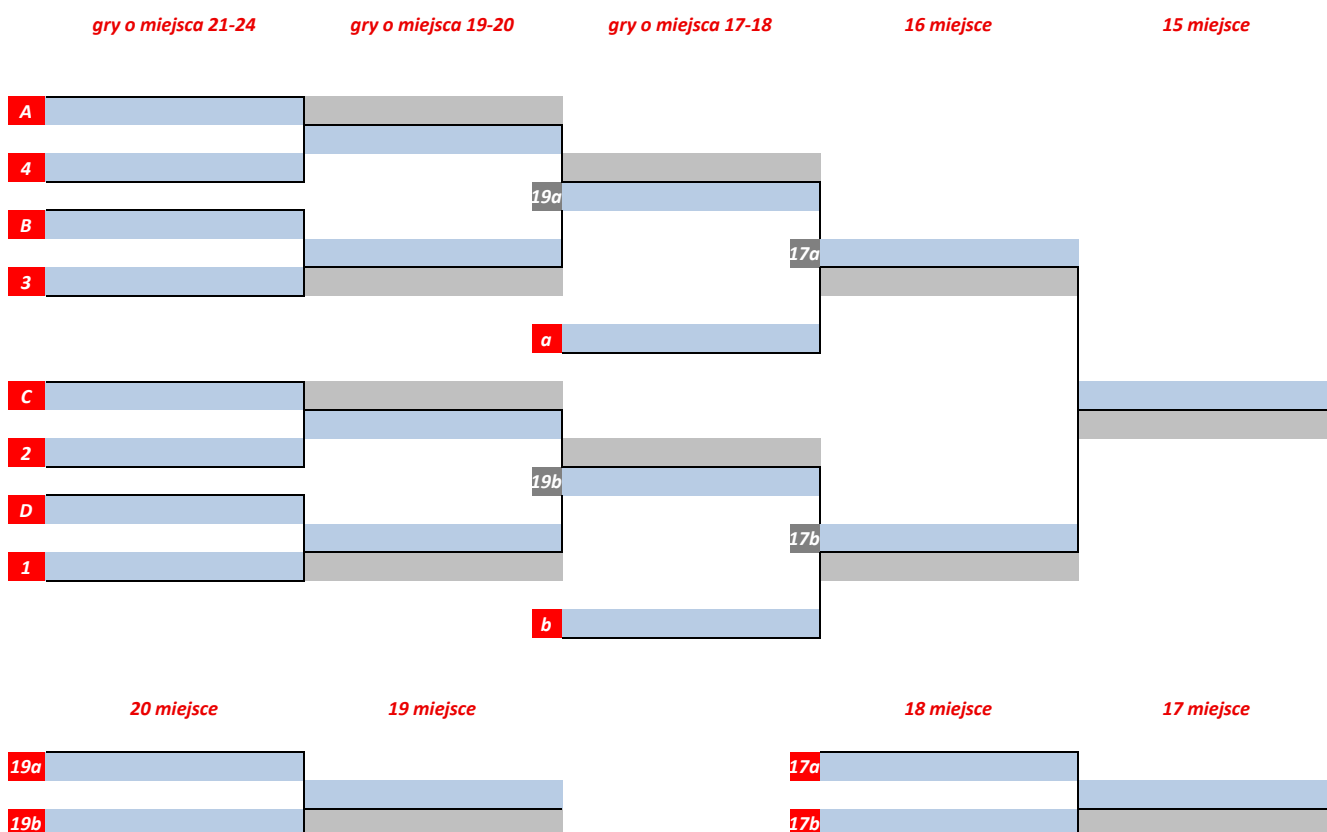 gry o miejsca 21-24 gry o miejsca 19-20 gry o miejsca 17-18 16 miejsce 15 miejsce
A
4
19a
B
17a
3
a
C
2
19b
D
17b
1
b
20 miejsce 19 miejsce 18 miejsce 17 miejsce
19a 17a
19b 17b